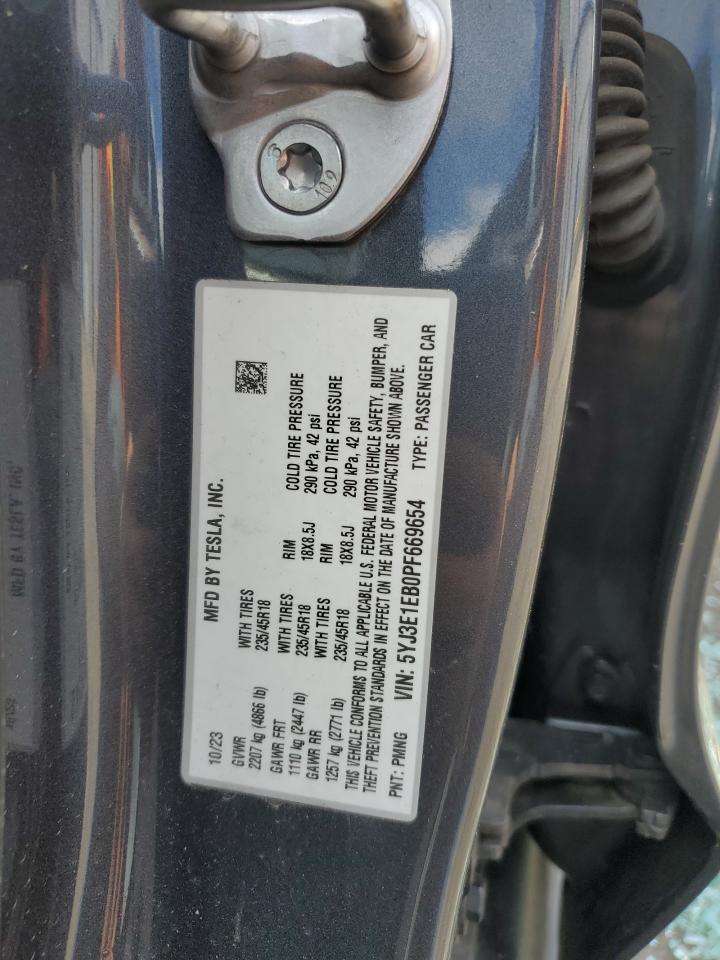 MFD BY TESLA, INC.
10/23
GVWR
2207 kg (4866 lb)
WITH TIRES
235/45R18
RIM
18X8.5J
COLD TIRE PRESSURE
290 kPa, 42 psi
GAWR FRT
1110 kg (2447 lb)
WITH TIRES
235/45R18
RIM
18X8.5J
COLD TIRE PRESSURE
290 kPa, 42 psi
GAWR RR
1257 kg (2771 lb)
WITH TIRES
235/45R18
THIS VEHICLE CONFORMS TO ALL APPLICABLE U.S. FEDERAL MOTOR VEHICLE SAFETY, BUMPER, AND
THEFT PREVENTION STANDARDS IN EFFECT ON THE DATE OF MANUFACTURE SHOWN ABOVE.
PNT: PMNG
VIN: 5YJ3E1EB0PF669654
TYPE: PASSENGER CAR
8
10.9